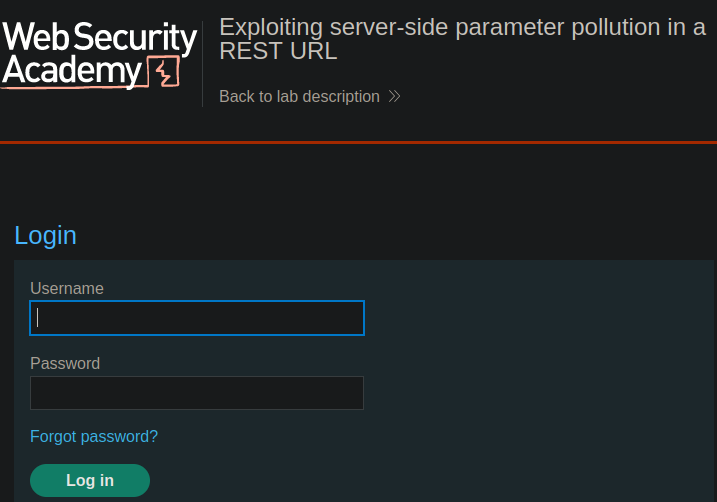 Web Security
Academy
Exploiting server-side parameter pollution in a
REST URL
Back to lab description
Login
Username
Password
Forgot password?
Log in